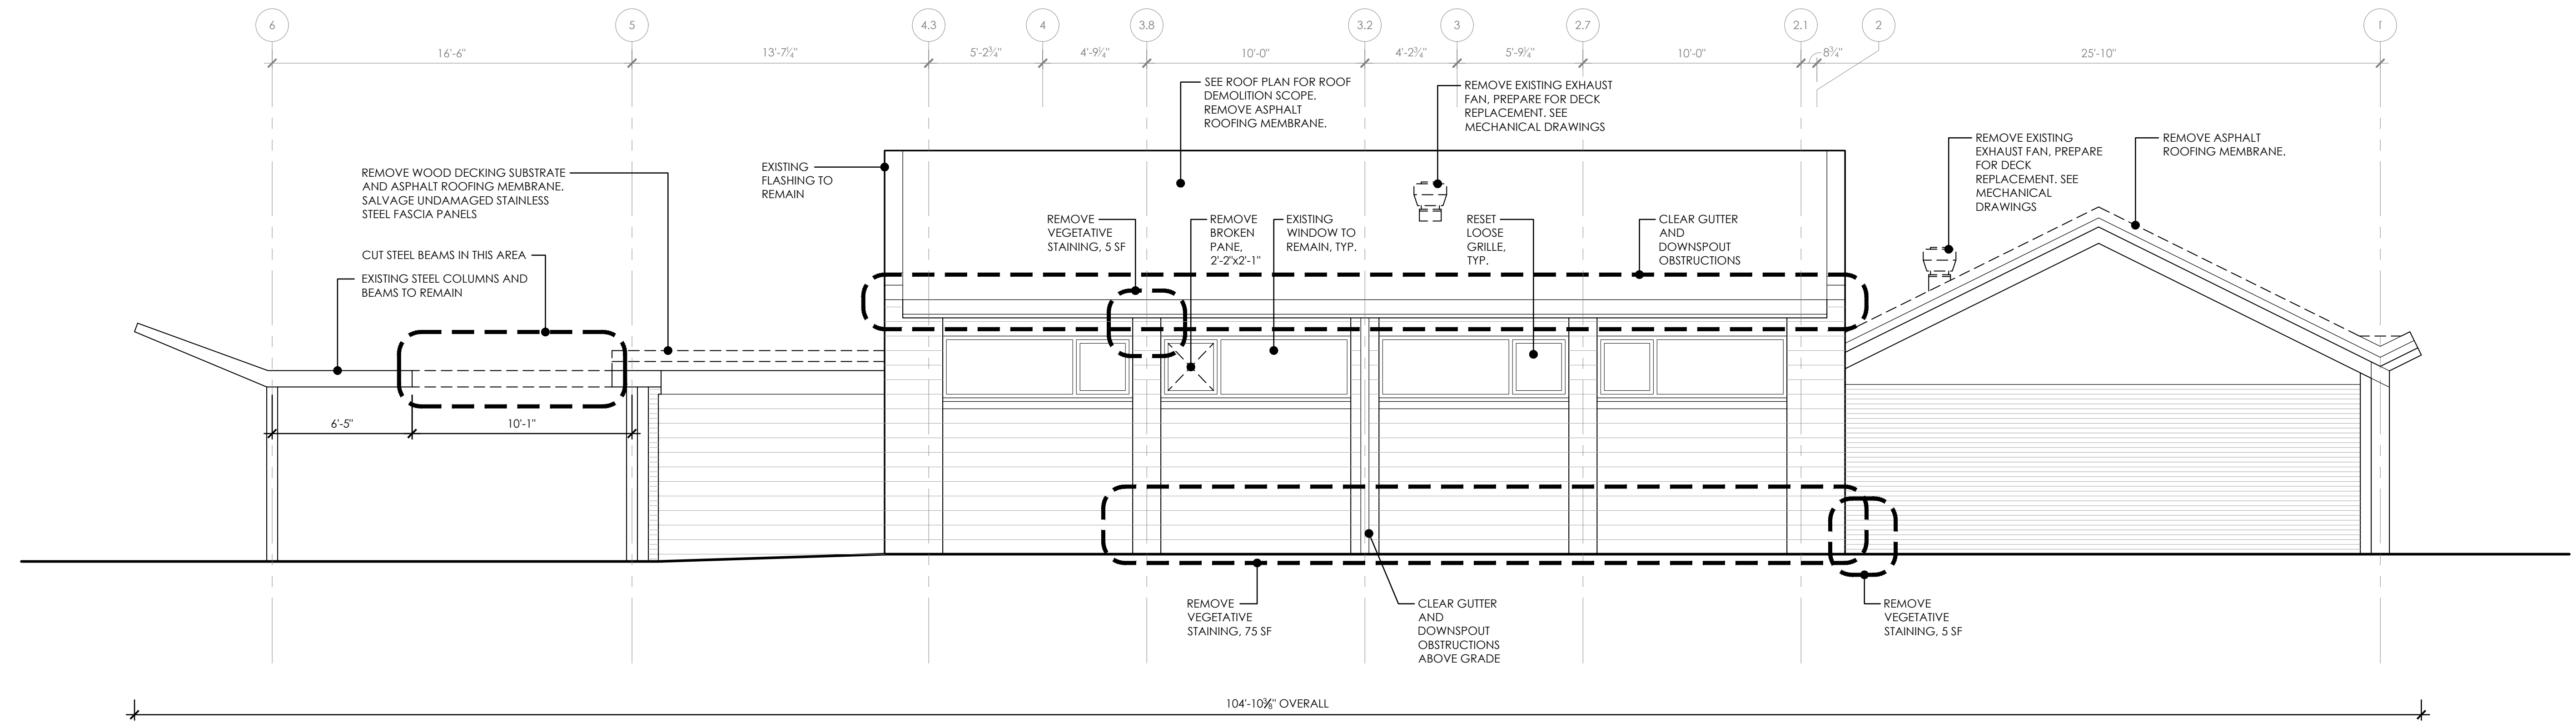 6
5
4.3
4
3.8
3.2
3
2.7
2.1
2
1
16'-6"
13'-7¼"
5'-2¾"
4'-9¼"
10'-0"
4'-2¾"
5'-9¼"
10'-0"
8¾"
25'-10"
SEE ROOF PLAN FOR ROOF
DEMOLITION SCOPE.
REMOVE ASPHALT
ROOFING MEMBRANE.
REMOVE EXISTING EXHAUST
FAN, PREPARE FOR DECK
REPLACEMENT. SEE
MECHANICAL DRAWINGS
REMOVE EXISTING
EXHAUST FAN, PREPARE
FOR DECK
REPLACEMENT. SEE
MECHANICAL
DRAWINGS
REMOVE ASPHALT
ROOFING MEMBRANE.
EXISTING
FLASHING TO
REMAIN
REMOVE WOOD DECKING SUBSTRATE
AND ASPHALT ROOFING MEMBRANE.
SALVAGE UNDAMAGED STAINLESS
STEEL FASCIA PANELS
CUT STEEL BEAMS IN THIS AREA
EXISTING STEEL COLUMNS AND
BEAMS TO REMAIN
REMOVE
VEGETATIVE
STAINING, 5 SF
REMOVE
BROKEN
PANE,
2'-2"x2'-1"
EXISTING
WINDOW TO
REMAIN, TYP.
RESET
LOOSE
GRILLE,
TYP.
CLEAR GUTTER
AND
DOWNSPOUT
OBSTRUCTIONS
6'-5"
10'-1"
REMOVE
VEGETATIVE
STAINING, 75 SF
CLEAR GUTTER
AND
DOWNSPOUT
OBSTRUCTIONS
ABOVE GRADE
REMOVE
VEGETATIVE
STAINING, 5 SF
104'-10⅜" OVERALL